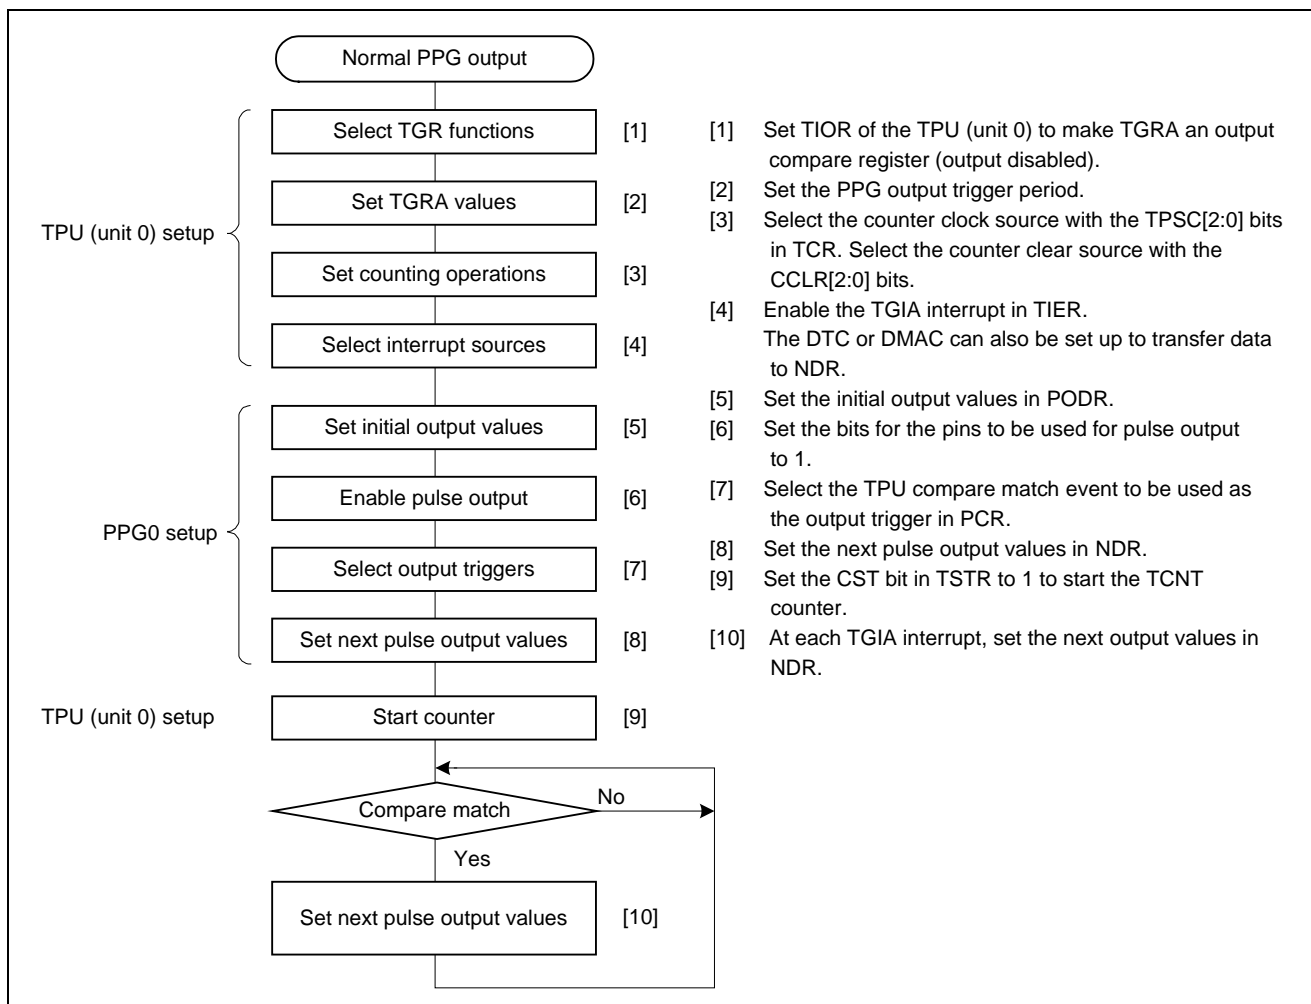 Normal PPG output
TPU (unit 0) setup
Select TGR functions [1]
Set TGRA values [2]
Set counting operations [3]
Select interrupt sources [4]
PPG0 setup
Set initial output values [5]
Enable pulse output [6]
Select output triggers [7]
Set next pulse output values [8]
TPU (unit 0) setup
Start counter [9]
Compare match
No
Yes
Set next pulse output values [10]
[1] Set TIOR of the TPU (unit 0) to make TGRA an output
compare register (output disabled).
[2] Set the PPG output trigger period.
[3] Select the counter clock source with the TPSC[2:0] bits
in TCR. Select the counter clear source with the
CCLR[2:0] bits.
[4] Enable the TGIA interrupt in TIER.
The DTC or DMAC can also be set up to transfer data
to NDR.
[5] Set the initial output values in PODR.
[6] Set the bits for the pins to be used for pulse output
to 1.
[7] Select the TPU compare match event to be used as
the output trigger in PCR.
[8] Set the next pulse output values in NDR.
[9] Set the CST bit in TSTR to 1 to start the TCNT
counter.
[10] At each TGIA interrupt, set the next output values in
NDR.